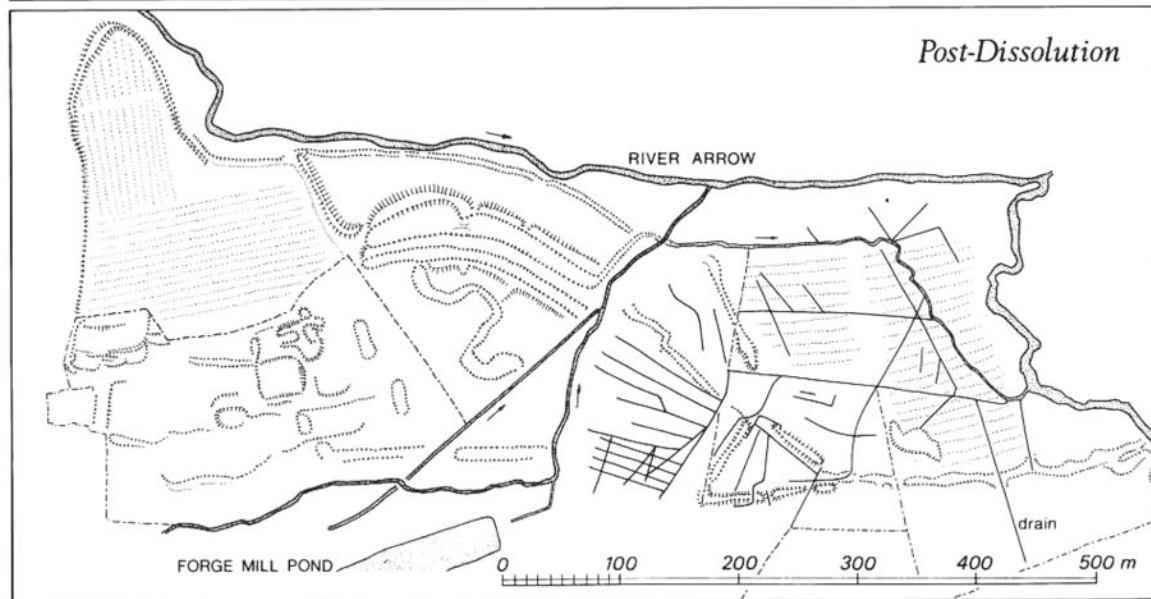 Post-Dissolution
RIVER ARROW
drain
FORGE MILL POND
0 100 200 300 400 500 m